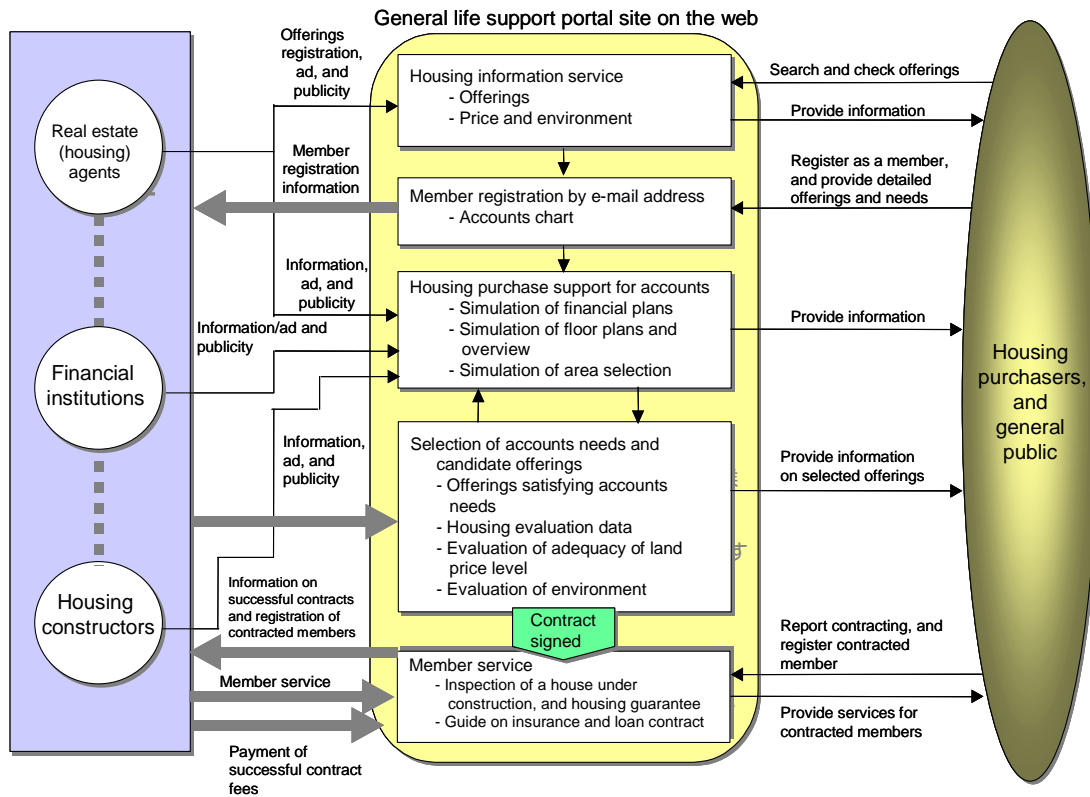 General life support portal site on the web
Offerings
registration,
ad, and
publicity
Real estate
(housing)
agents
Member
registration
information
Information,
ad, and
publicity
Information/ad and
publicity
Financial
institutions
Information,
ad, and
publicity
Housing
constructors
Information on
successful contracts
and registration of
contracted members
Member service
Payment of
successful contract
fees
Housing information service
- Offerings
- Price and environment
Member registration by e-mail address
- Accounts chart
Housing purchase support for accounts
- Simulation of financial plans
- Simulation of floor plans and
overview
- Simulation of area selection
Selection of accounts needs and
candidate offerings
- Offerings satisfying accounts
needs
- Housing evaluation data
- Evaluation of adequacy of land
price level
- Evaluation of environment
Contract
signed
Member service
- Inspection of a house under
construction, and housing guarantee
- Guide on insurance and loan contract
Search and check offerings
Provide information
Register as a member,
and provide detailed
offerings and needs
Provide information
Provide information
on selected offerings
Report contracting, and
register contracted
member
Provide services for
contracted members
Housing
purchasers,
and
general
public